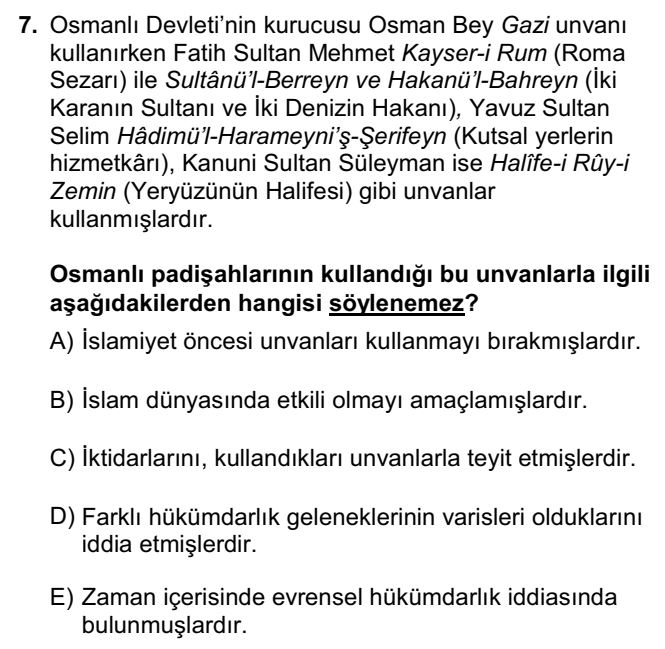 7. Osmanlı Devleti’nin kurucusu Osman Bey Gazi unvanı
kullanırken Fatih Sultan Mehmet Kayser-i Rum (Roma
Sezarı) ile Sultânü’l-Berreyn ve Hakanü’l-Bahreyn (İki
Karanın Sultanı ve İki Denizin Hakanı), Yavuz Sultan
Selim Hâdimü’l-Harameyni’ş-Şerifeyn (Kutsal yerlerin
hizmetkârı), Kanuni Sultan Süleyman ise Halîfe-i Rûy-i
Zemin (Yeryüzünün Halifesi) gibi unvanlar
kullanmışlardır.
Osmanlı padişahlarının kullandığı bu unvanlarla ilgili
aşağıdakilerden hangisi söylenemez?
A) İslamiyet öncesi unvanları kullanmayı bırakmışlardır.
B) İslam dünyasında etkili olmayı amaçlamışlardır.
C) İktidarlarını, kullandıkları unvanlarla teyit etmişlerdir.
D) Farklı hükümdarlık geleneklerinin varisleri olduklarını
iddia etmişlerdir.
E) Zaman içerisinde evrensel hükümdarlık iddiasında
bulunmuşlardır.